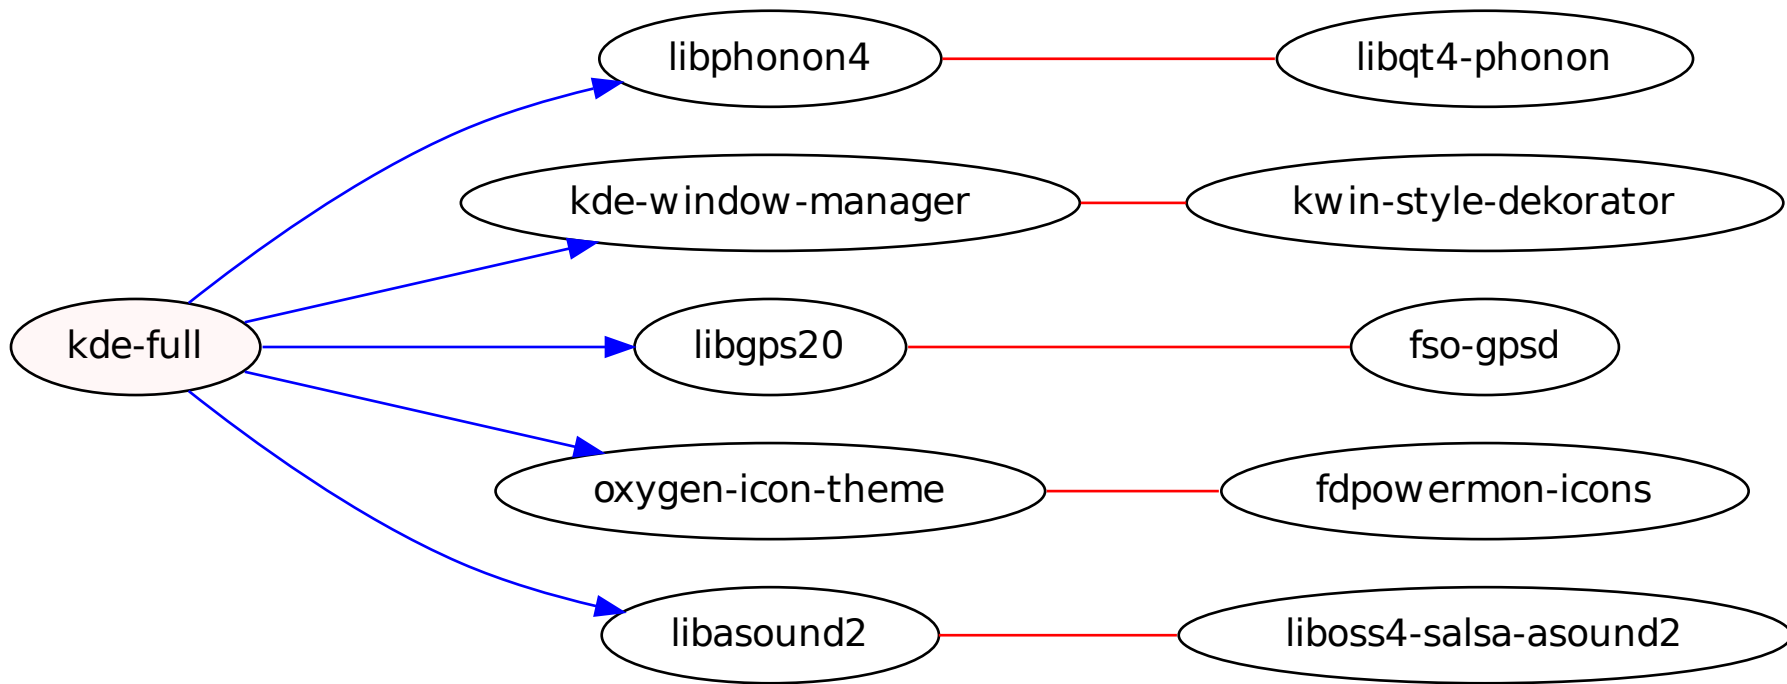 libphonon4
libqt4-phonon
kde-window-manager
kwin-style-dekorator
kde-full
libgps20
fso-gpsd
oxygen-icon-theme
fdpowermon-icons
libasound2
liboss4-salsa-asound2